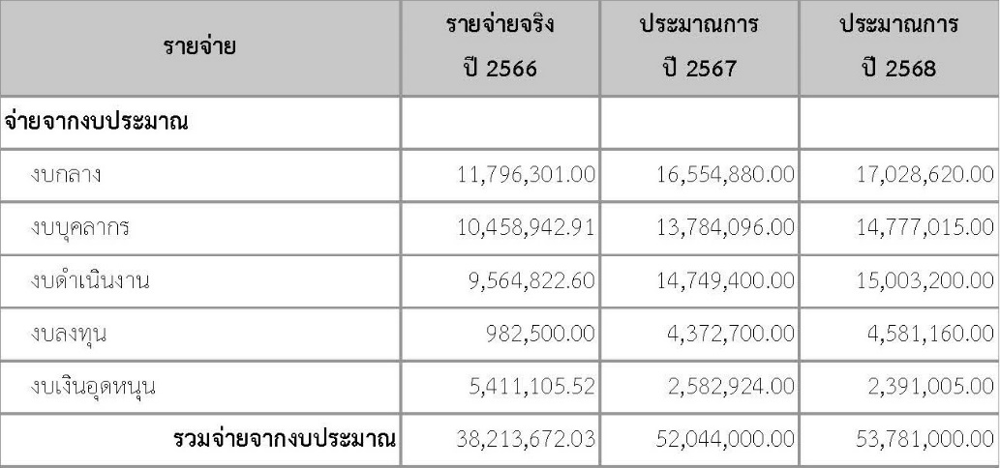 รายจ่าย รายจ่ายจริง ปี 2566 ประมาณการ ปี 2567 ประมาณการ ปี 2568
จ่ายจากงบประมาณ
งบกลาง 11,796,301.00 16,554,880.00 17,028,620.00
งบบุคลากร 10,458,942.91 13,784,096.00 14,777,015.00
งบดำเนินงาน 9,564,822.60 14,749,400.00 15,003,200.00
งบลงทุน 982,500.00 4,372,700.00 4,581,160.00
งบเงินอุดหนุน 5,411,105.52 2,582,924.00 2,391,005.00
รวมจ่ายจากงบประมาณ 38,213,672.03 52,044,000.00 53,781,000.00